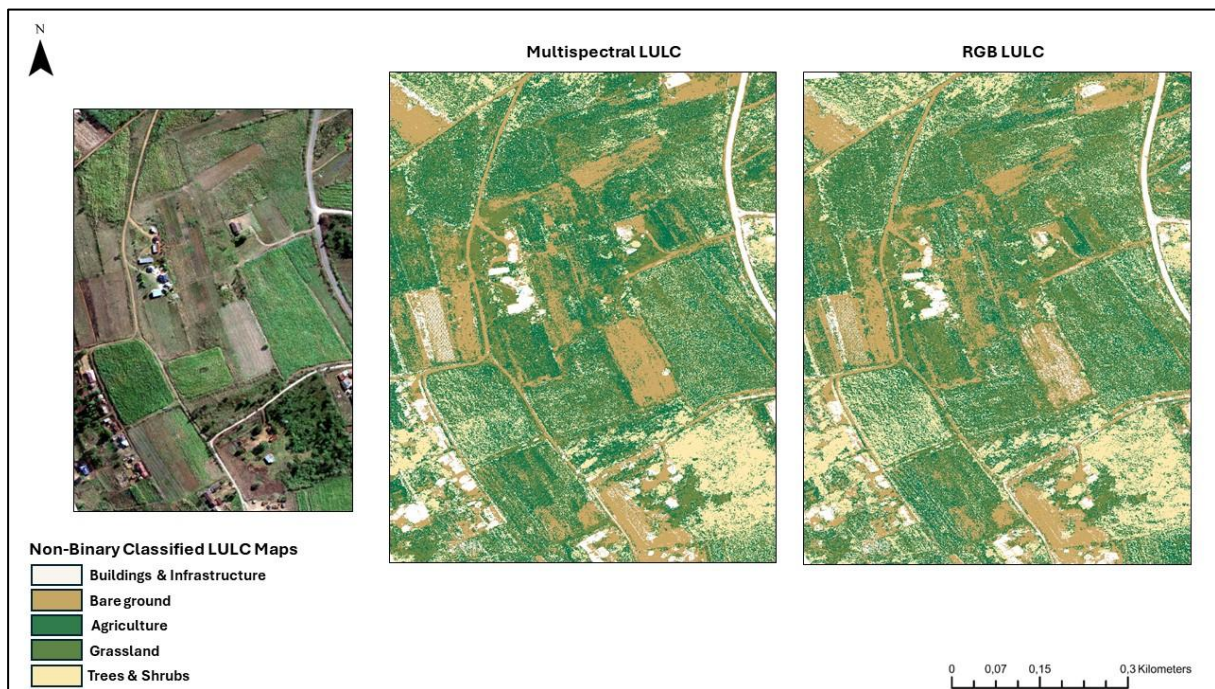 N
Multispectral LULC
RGB LULC
Non-Binary Classified LULC Maps
Buildings & Infrastructure
Bare ground
Agriculture
Grassland
Trees & Shrubs
0 0,07 0,15 0,3 Kilometers